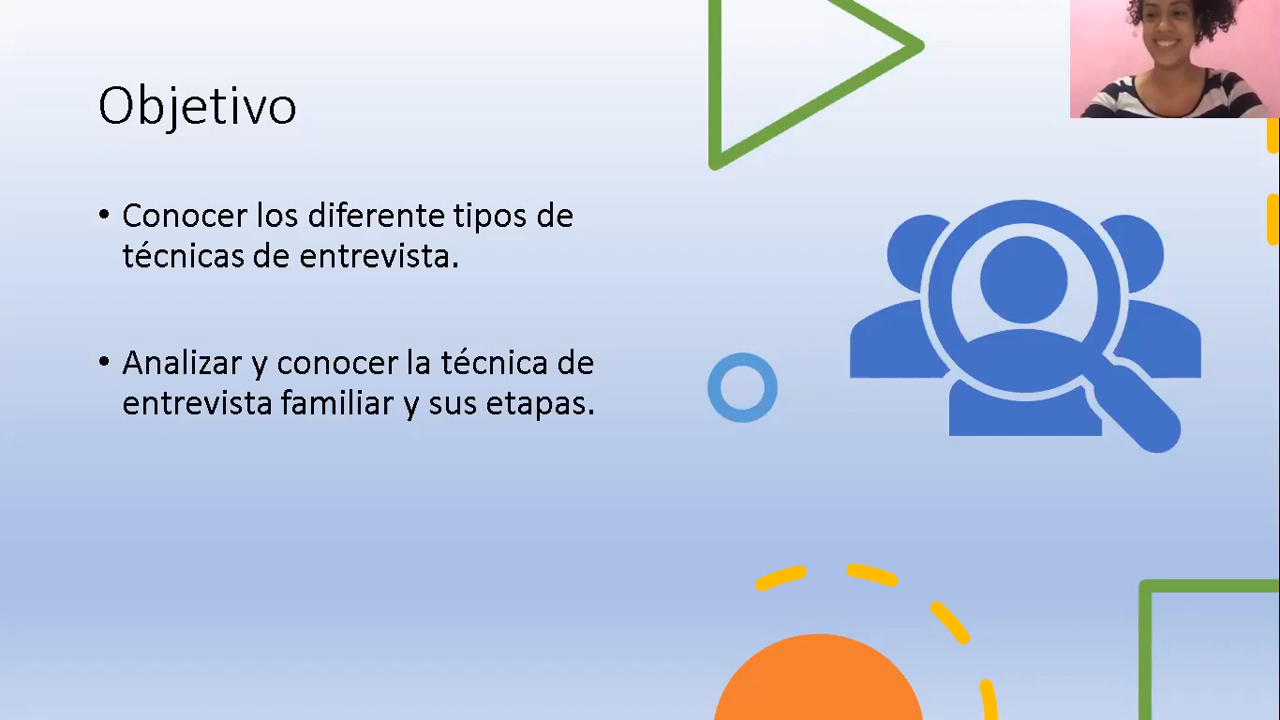 Objetivo
• Conocer los diferente tipos de
técnicas de entrevista.
• Analizar y conocer la técnica de
entrevista familiar y sus etapas.